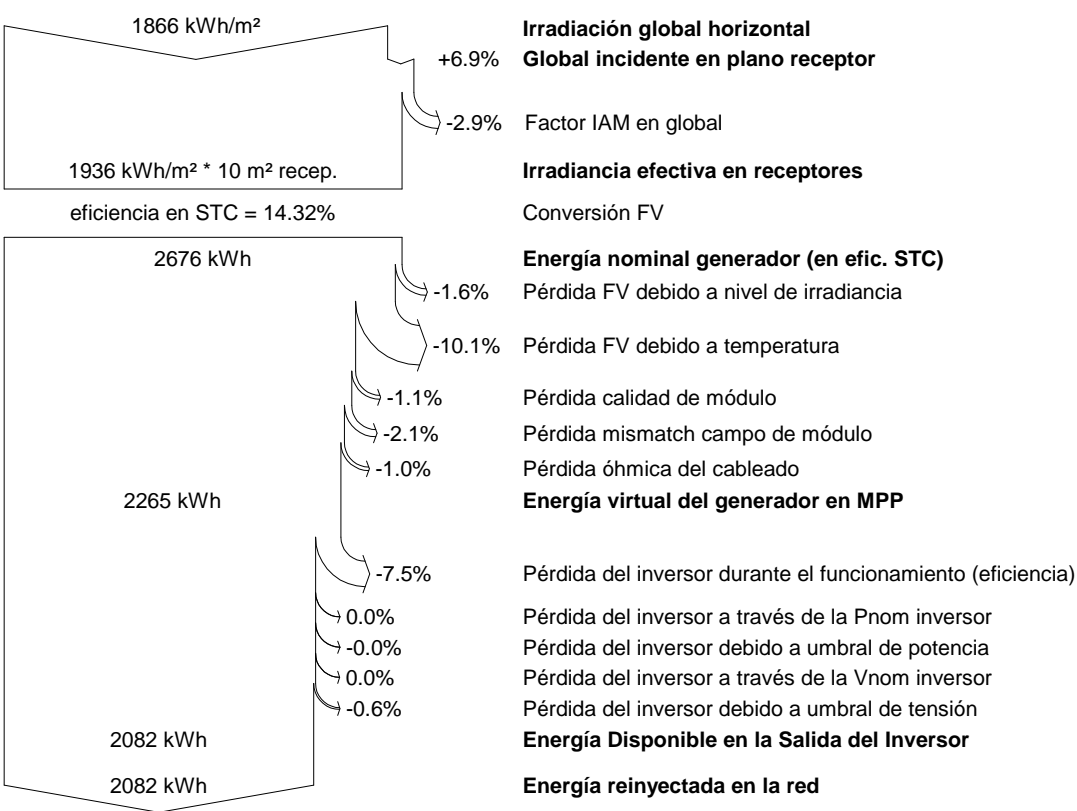 1866 kWh/m² Irradiación global horizontal
+6.9% Global incidente en plano receptor
-2.9% Factor IAM en global
1936 kWh/m² * 10 m² recep. Irradiancia efectiva en receptores
eficiencia en STC = 14.32% Conversión FV
2676 kWh Energía nominal generador (en efic. STC)
-1.6% Pérdida FV debido a nivel de irradiancia
-10.1% Pérdida FV debido a temperatura
-1.1% Pérdida calidad de módulo
-2.1% Pérdida mismatch campo de módulo
-1.0% Pérdida óhmica del cableado
2265 kWh Energía virtual del generador en MPP
-7.5% Pérdida del inversor durante el funcionamiento (eficiencia)
0.0% Pérdida del inversor a través de la Pnom inversor
-0.0% Pérdida del inversor debido a umbral de potencia
0.0% Pérdida del inversor a través de la Vnom inversor
-0.6% Pérdida del inversor debido a umbral de tensión
2082 kWh Energía Disponible en la Salida del Inversor
2082 kWh Energía reinyectada en la red